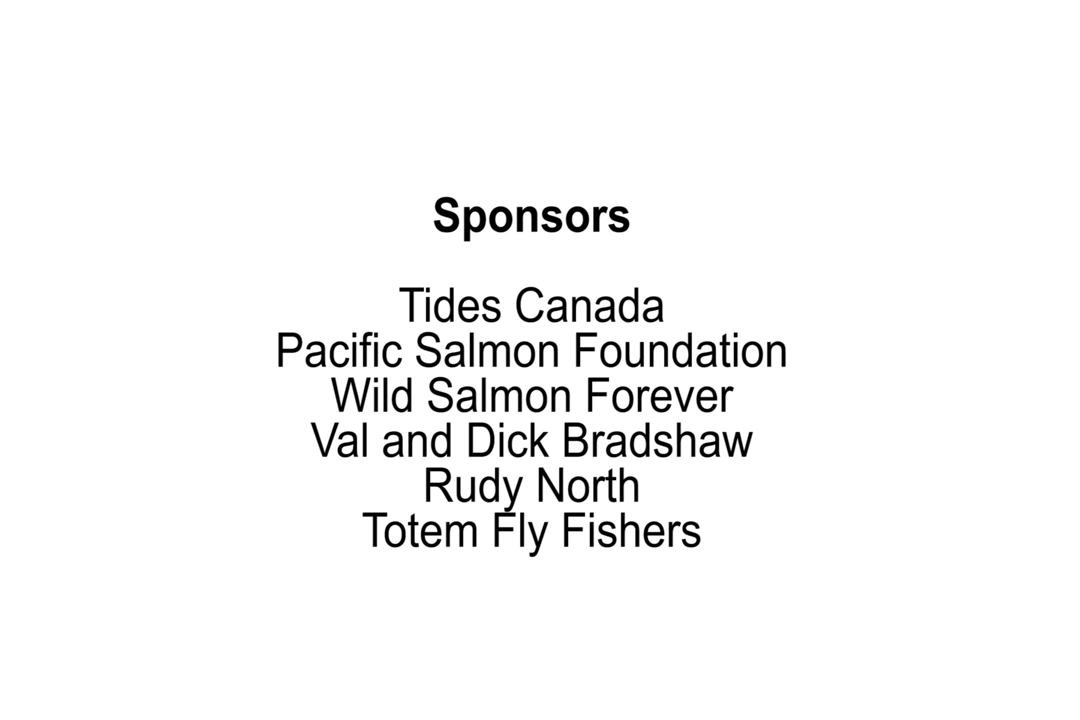 Sponsors
Tides Canada
Pacific Salmon Foundation
Wild Salmon Forever
Val and Dick Bradshaw
Rudy North
Totem Fly Fishers